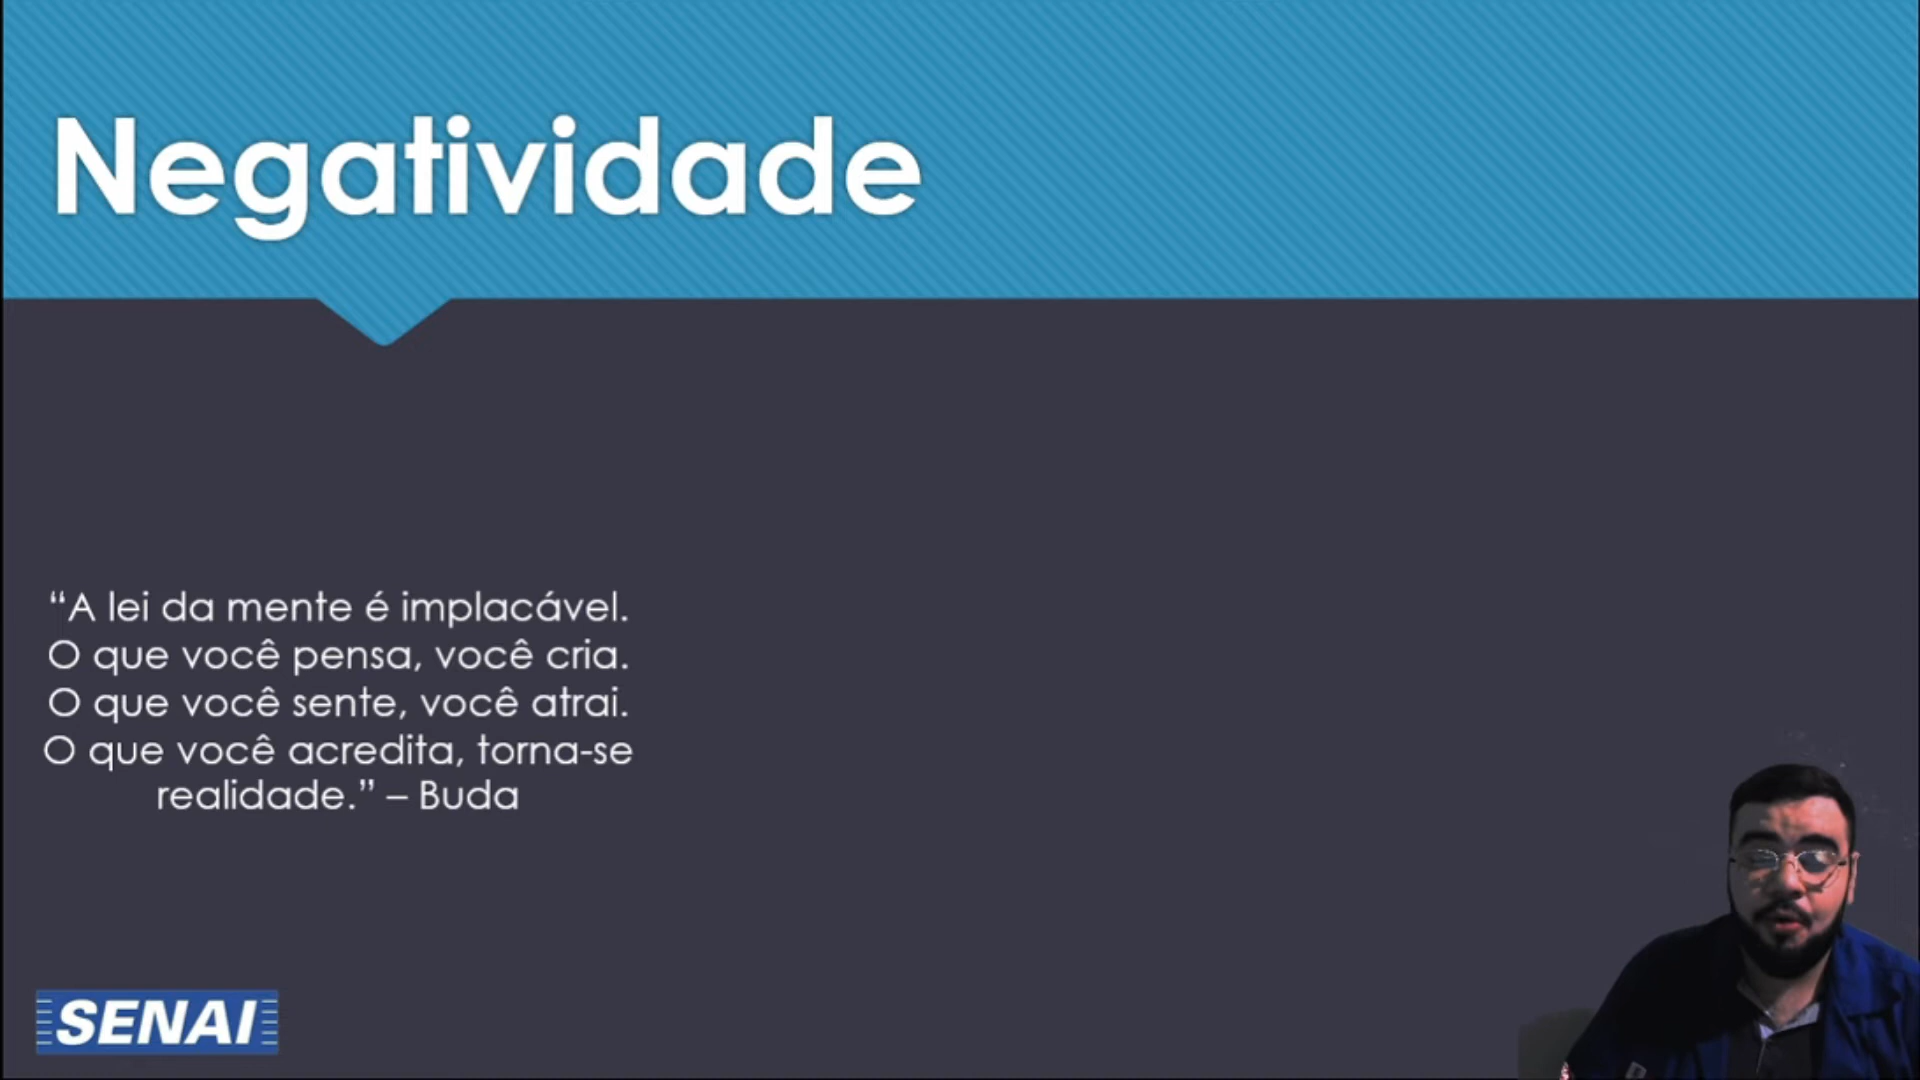 Negatividade
“A lei da mente é implacável.
O que você pensa, você cria.
O que você sente, você atrai.
O que você acredita, torna-se
realidade.” – Buda
SENAI